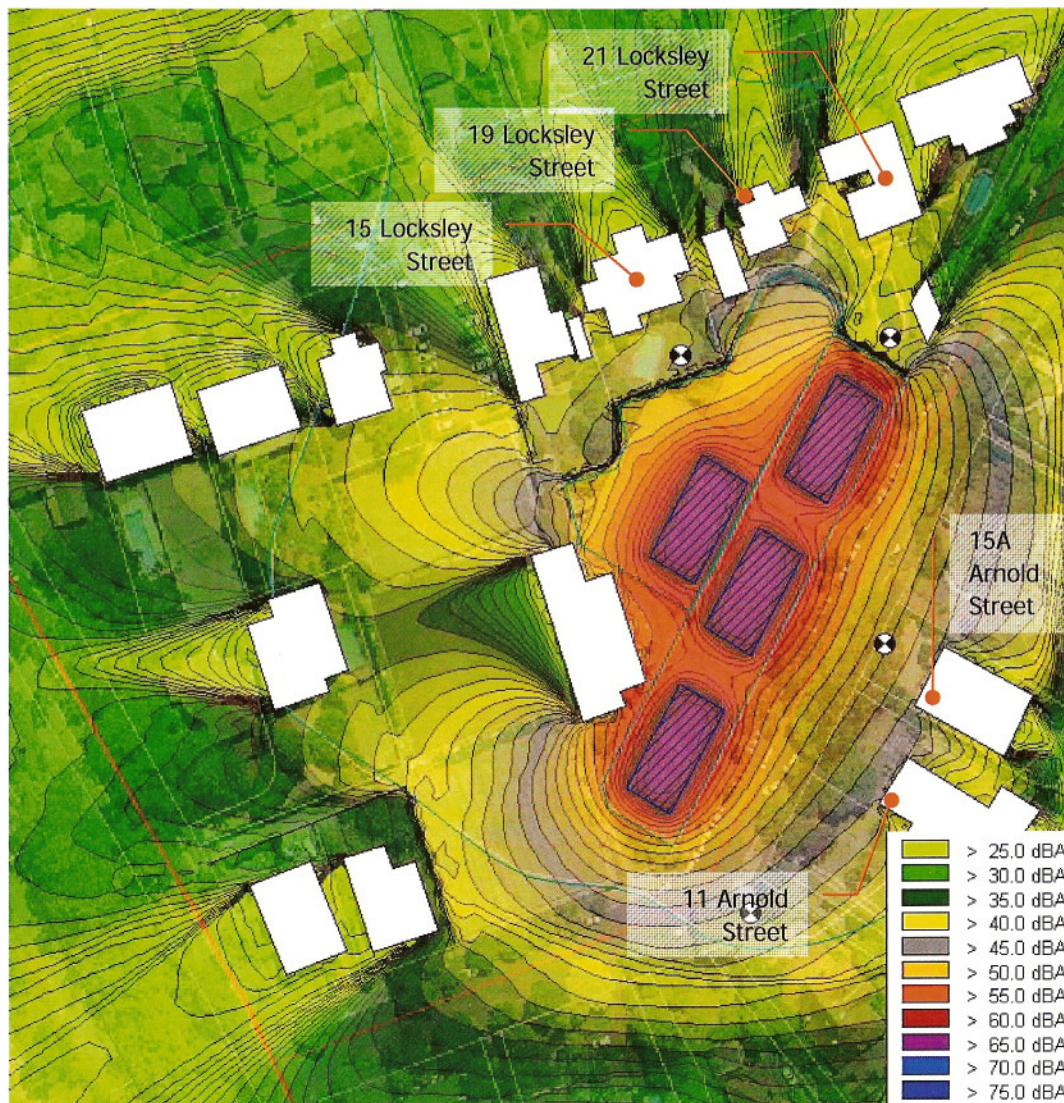 21 Locksley
Street
19 Locksley
Street
15 Locksley
Street
15A
Arnold
Street
11 Arnold
Street
> 25.0 dBA
> 30.0 dBA
> 35.0 dBA
> 40.0 dBA
> 45.0 dBA
> 50.0 dBA
> 55.0 dBA
> 60.0 dBA
> 65.0 dBA
> 70.0 dBA
> 75.0 dBA